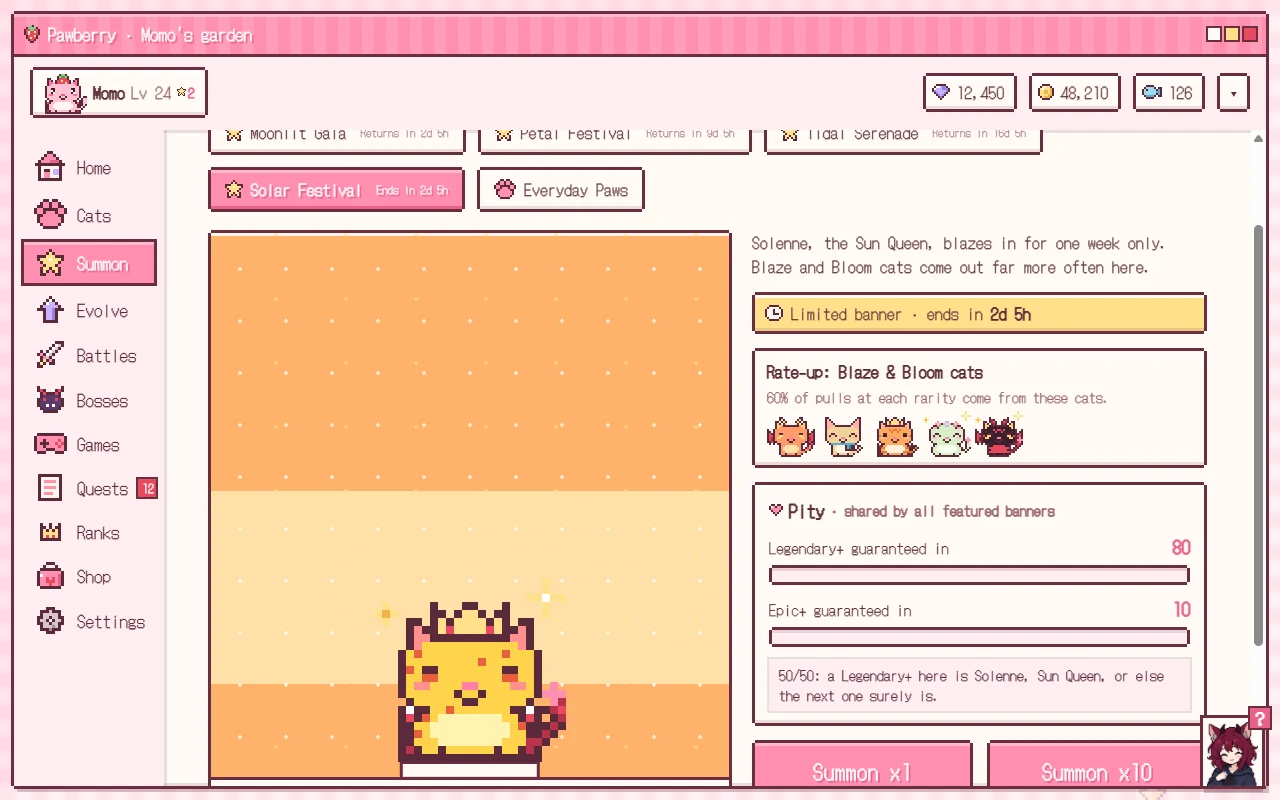 Pawberry · Momo's garden
Momo Lv 24 2
12,450
48,210
126
Moonlit Gala Returns in 2d 5h
Petal Festival Returns in 9d 5h
Tidal Serenade Returns in 16d 5h
Home
Cats
Summon
Evolve
Battles
Bosses
Games
Quests 12
Ranks
Shop
Settings
Solar Festival Ends in 2d 5h
Everyday Paws
Solenne, the Sun Queen, blazes in for one week only.
Blaze and Bloom cats come out far more often here.
Limited banner · ends in 2d 5h
Rate-up: Blaze & Bloom cats
60% of pulls at each rarity come from these cats.
Pity · shared by all featured banners
Legendary+ guaranteed in 80
Epic+ guaranteed in 10
50/50: a Legendary+ here is Solenne, Sun Queen, or else
the next one surely is.
Summon x1
Summon x10
?